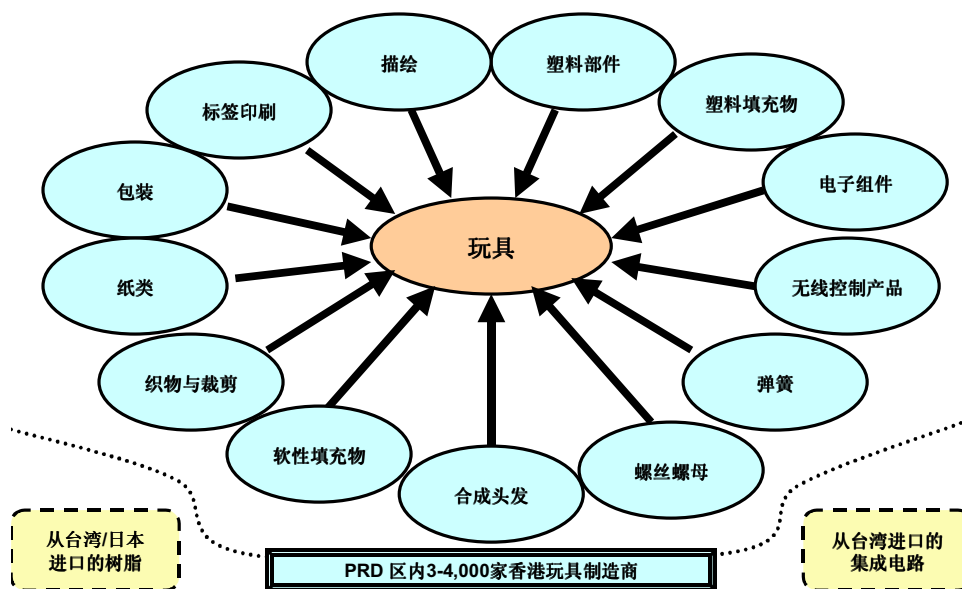 描绘
塑料部件
标签印刷
塑料填充物
包装
电子组件
玩具
纸类
无线控制产品
织物与裁剪
弹簧
软性填充物
螺丝螺母
合成头发
从台湾/日本
进口的树脂
PRD 区内3-4,000家香港玩具制造商
从台湾进口的
集成电路